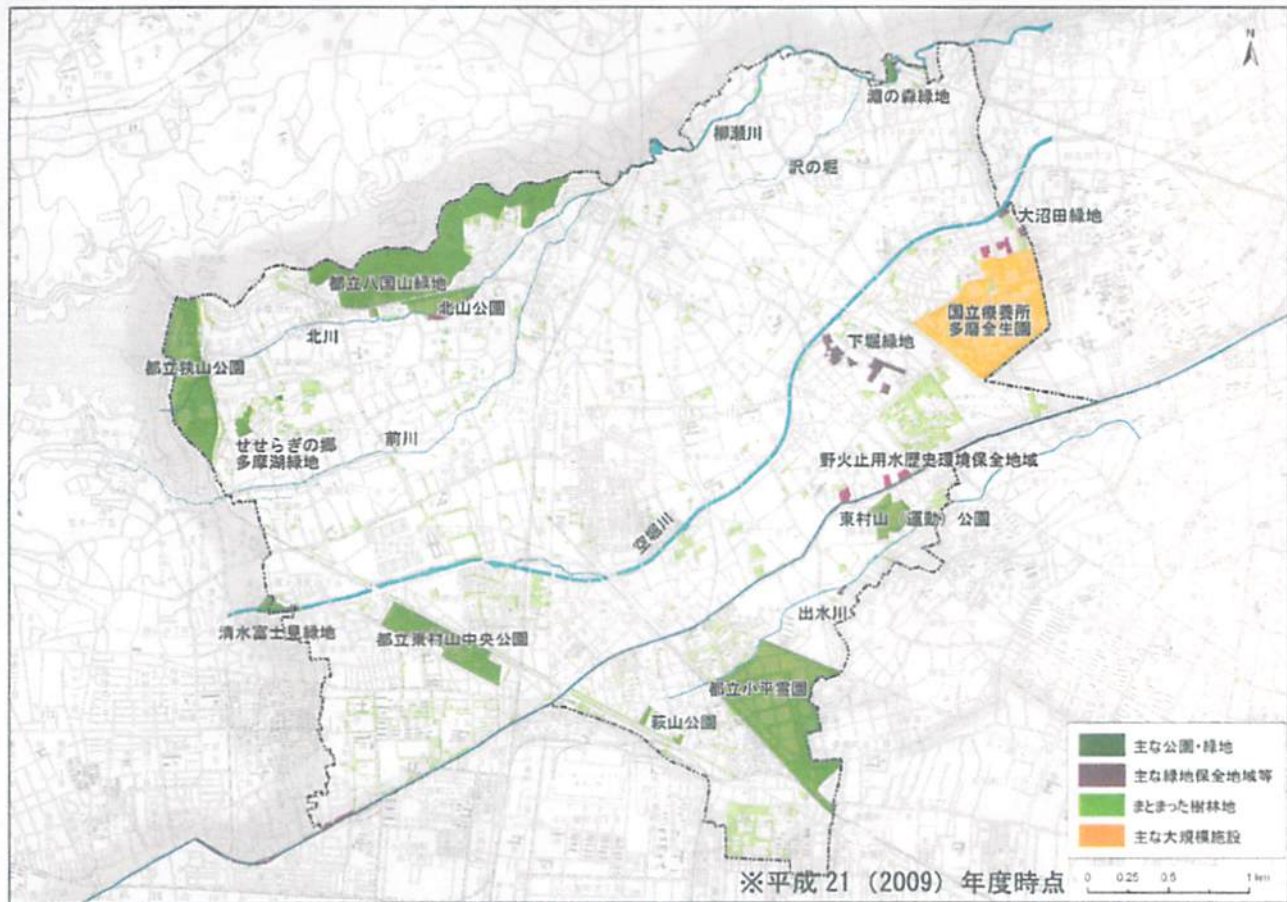 N
淵の森緑地
柳瀬川
沢の堀
大沼田緑地
都立八国山緑地
北山公園
国立療養所
多磨全生園
北川
下堀緑地
都立狭山公園
せせらぎの郷
多摩湖緑地
前川
野火止用水歴史環境保全地域
東村山（運動）公園
空堀川
出水川
清水富士見緑地
都立東村山中央公園
都立小平霊園
萩山公園
主な公園・緑地
主な緑地保全地域等
まとまった樹林地
主な大規模施設
※平成21（2009）年度時点
0 0.25 0.5 1 km